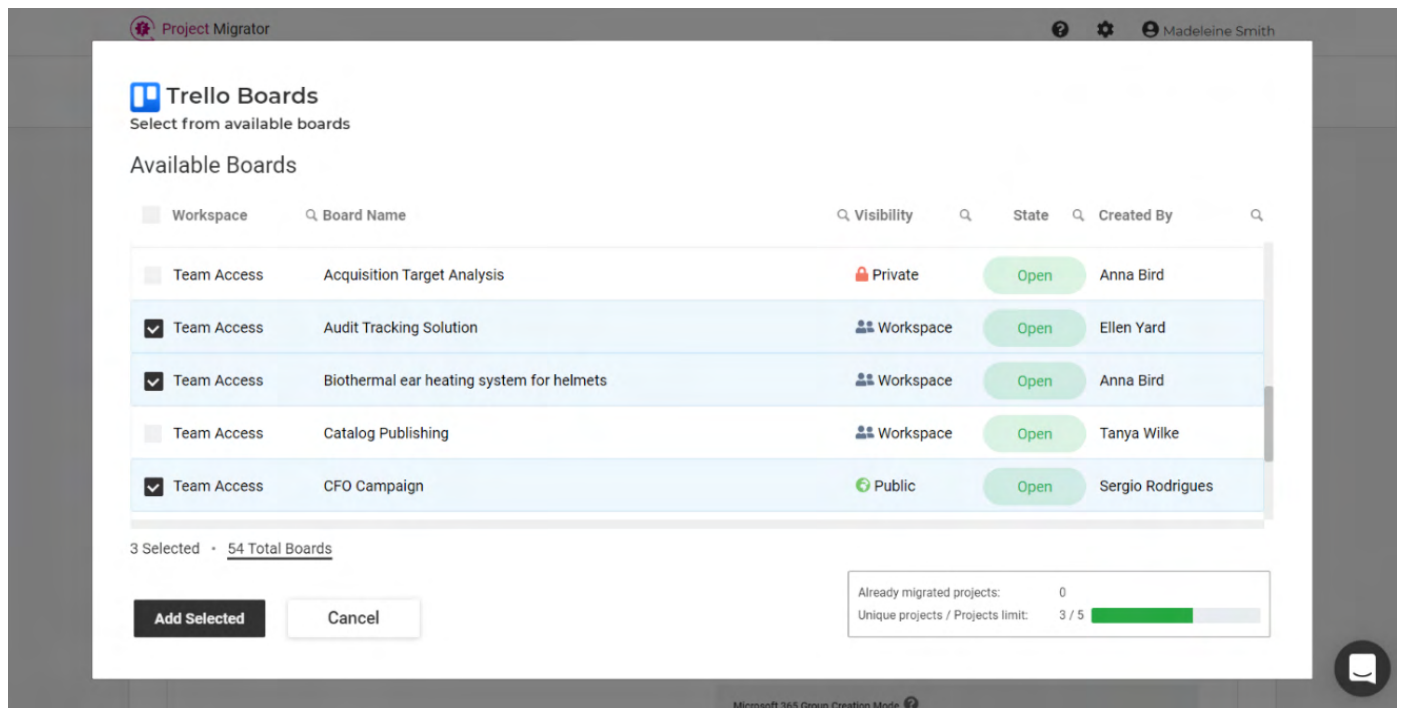 Project Migrator
Madeleine Smith
Trello Boards
Select from available boards
Available Boards
Workspace Board Name Visibility State Created By
Team Access Acquisition Target Analysis Private Open Anna Bird
Team Access Audit Tracking Solution Workspace Open Ellen Yard
Team Access Biothermal ear heating system for helmets Workspace Open Anna Bird
Team Access Catalog Publishing Workspace Open Tanya Wilke
Team Access CFO Campaign Public Open Sergio Rodrigues
3 Selected • 54 Total Boards
Already migrated projects: 0
Unique projects / Projects limit: 3 / 5
Add Selected Cancel
Microsoft 365 Group Creation Mode